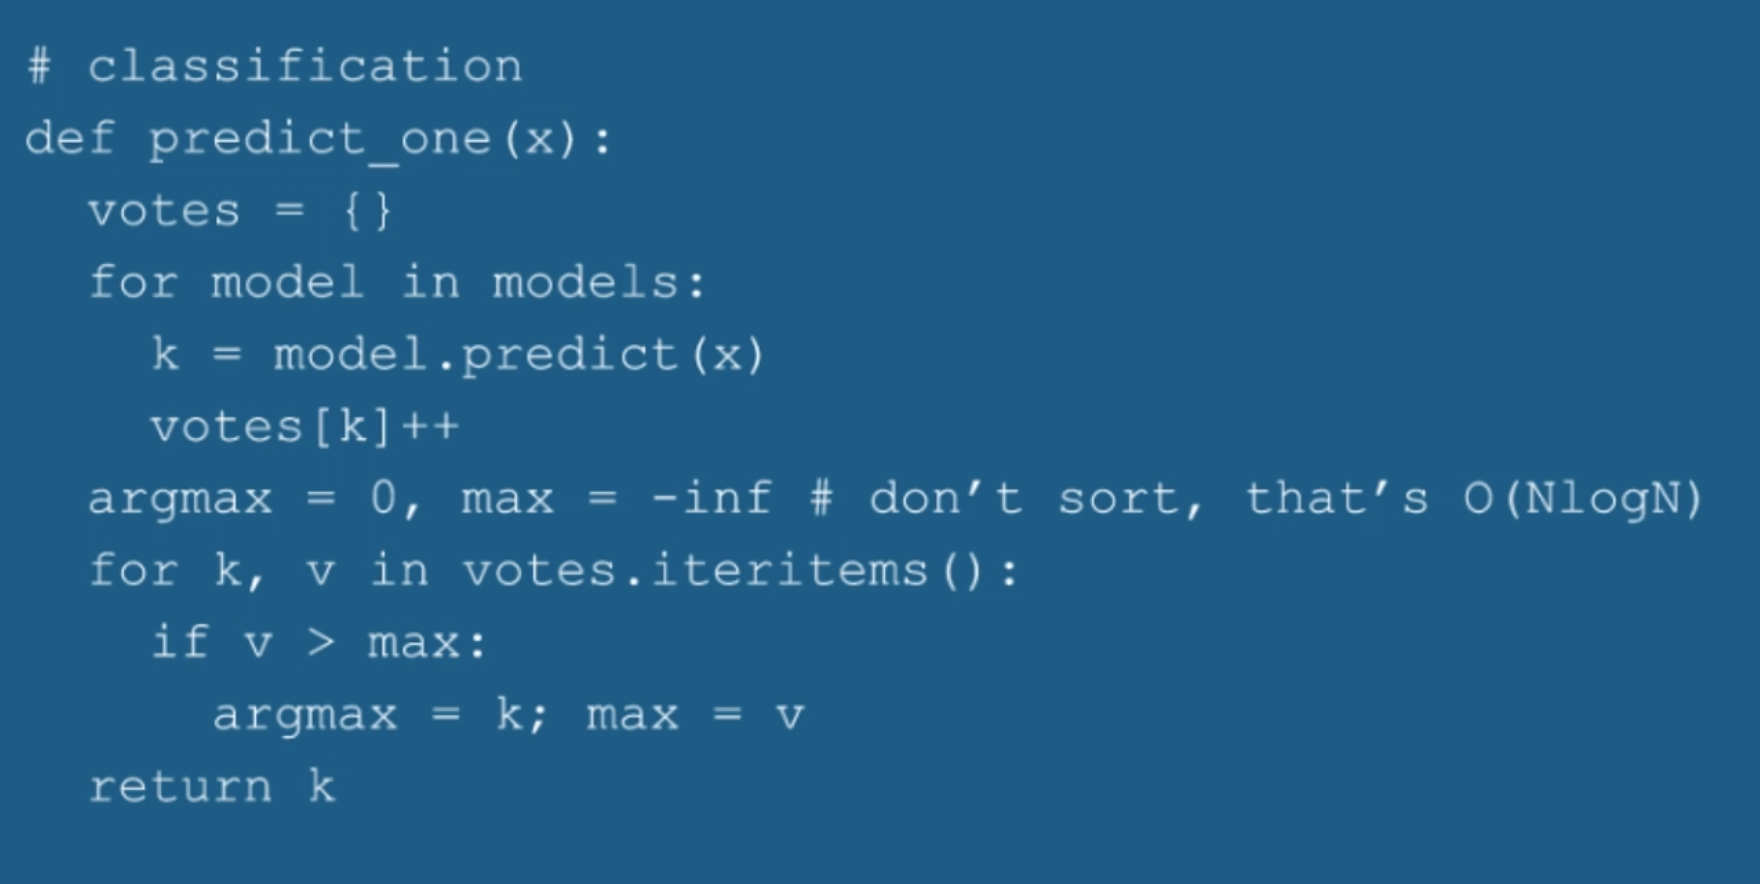 # classification
def predict_one(x):
  votes = {}
  for model in models:
    k = model.predict(x)
    votes[k]++
  argmax = 0, max = -inf # don’t sort, that’s O(NlogN)
  for k, v in votes.iteritems():
    if v > max:
      argmax = k; max = v
  return k